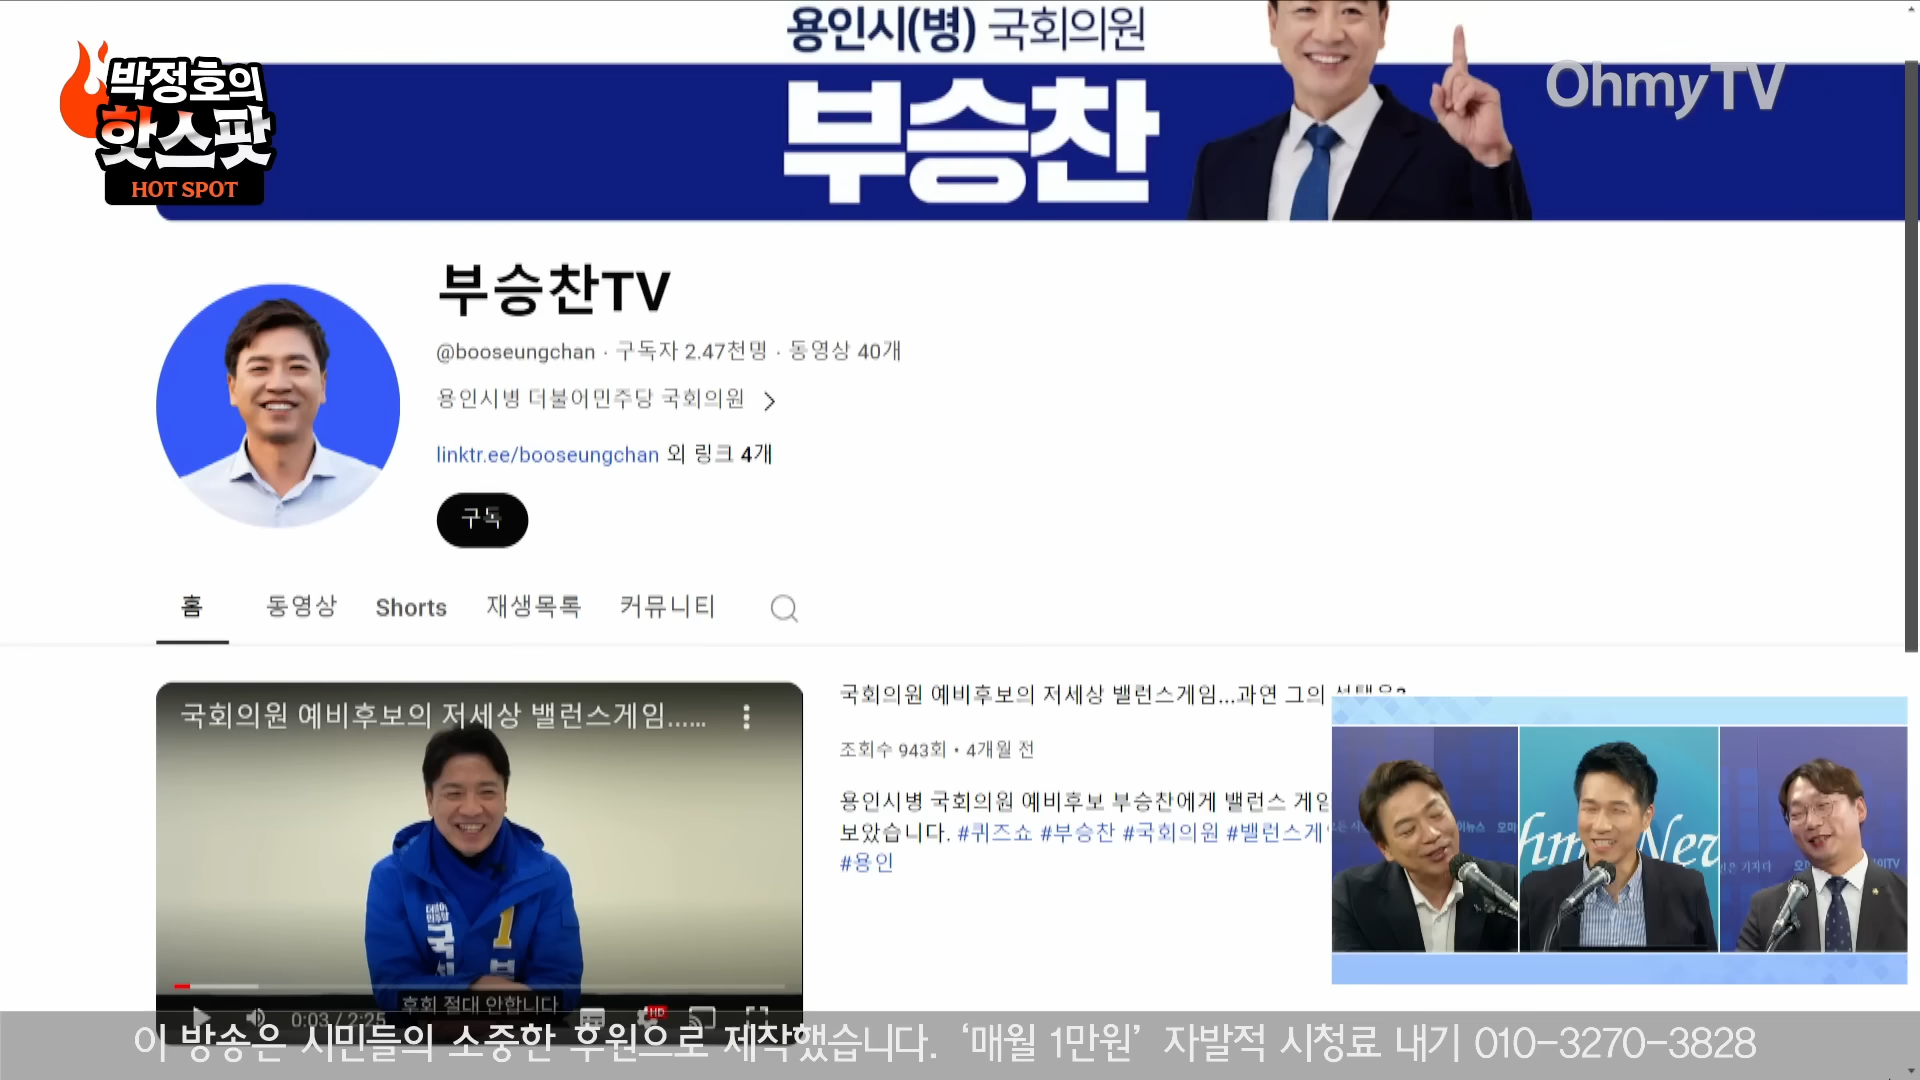 용인시(병) 국회의원
부승찬
박정호의
핫스팟
HOT SPOT
OhmyTV
부승찬TV
@booseungchan · 구독자 2.47천명 · 동영상 40개
용인시병 더불어민주당 국회의원
linktr.ee/booseungchan 외 링크 4개
구독
홈 동영상 Shorts 재생목록 커뮤니티
국회의원 예비후보의 저세상 밸런스게임......
더불어
민주당
1
후회 절대 안합니다
0:03 / 2:25
HD
국회의원 예비후보의 저세상 밸런스게임...과연 그의
조회수 943회 • 4개월 전
용인시병 국회의원 예비후보 부승찬에게 밸런스 게임
보았습니다. #퀴즈쇼 #부승찬 #국회의원 #밸런스게
#용인
이 방송은 시민들의 소중한 후원으로 제작했습니다. ‘매월 1만원’ 자발적 시청료 내기 010-3270-3828